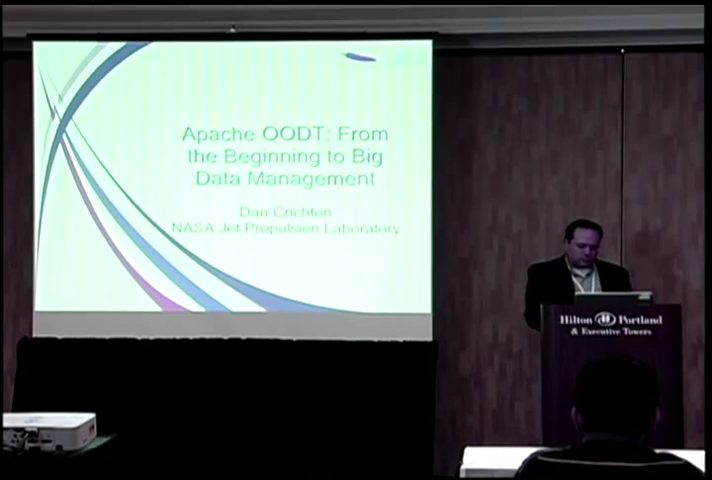 Apache OODT: From
the Beginning to Big
Data Management
Dan Crichton
NASA Jet Propulsion Laboratory
Hilton Portland
& Executive Towers